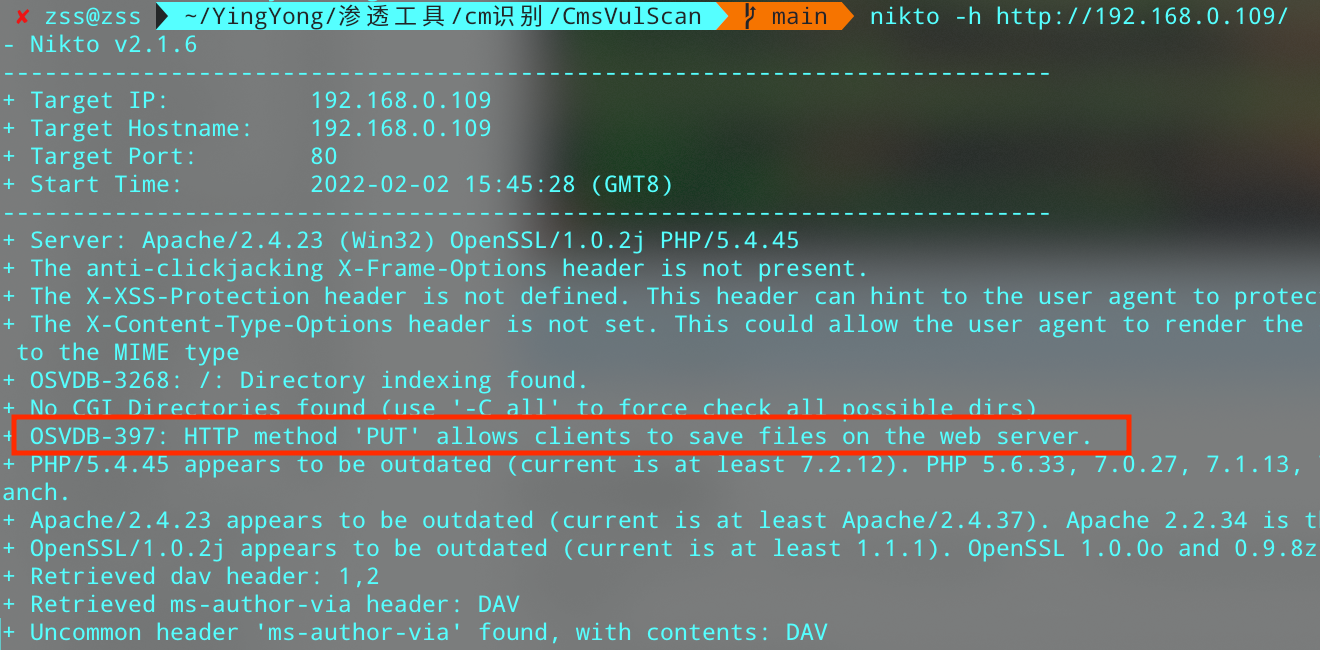 ✘ zss@zss ~/YingYong/渗透工具/cm识别/CmsVulScan main nikto -h http://192.168.0.109/
- Nikto v2.1.6
---------------------------------------------------------------------------
+ Target IP: 192.168.0.109
+ Target Hostname: 192.168.0.109
+ Target Port: 80
+ Start Time: 2022-02-02 15:45:28 (GMT8)
---------------------------------------------------------------------------
+ Server: Apache/2.4.23 (Win32) OpenSSL/1.0.2j PHP/5.4.45
+ The anti-clickjacking X-Frame-Options header is not present.
+ The X-XSS-Protection header is not defined. This header can hint to the user agent to protec
+ The X-Content-Type-Options header is not set. This could allow the user agent to render the
to the MIME type
+ OSVDB-3268: /: Directory indexing found.
+ No CGI Directories found (use '-C all' to force check all possible dirs)
+ OSVDB-397: HTTP method 'PUT' allows clients to save files on the web server.
+ PHP/5.4.45 appears to be outdated (current is at least 7.2.12). PHP 5.6.33, 7.0.27, 7.1.13,
anch.
+ Apache/2.4.23 appears to be outdated (current is at least Apache/2.4.37). Apache 2.2.34 is t
+ OpenSSL/1.0.2j appears to be outdated (current is at least 1.1.1). OpenSSL 1.0.0o and 0.9.8z
+ Retrieved dav header: 1,2
+ Retrieved ms-author-via header: DAV
+ Uncommon header 'ms-author-via' found, with contents: DAV